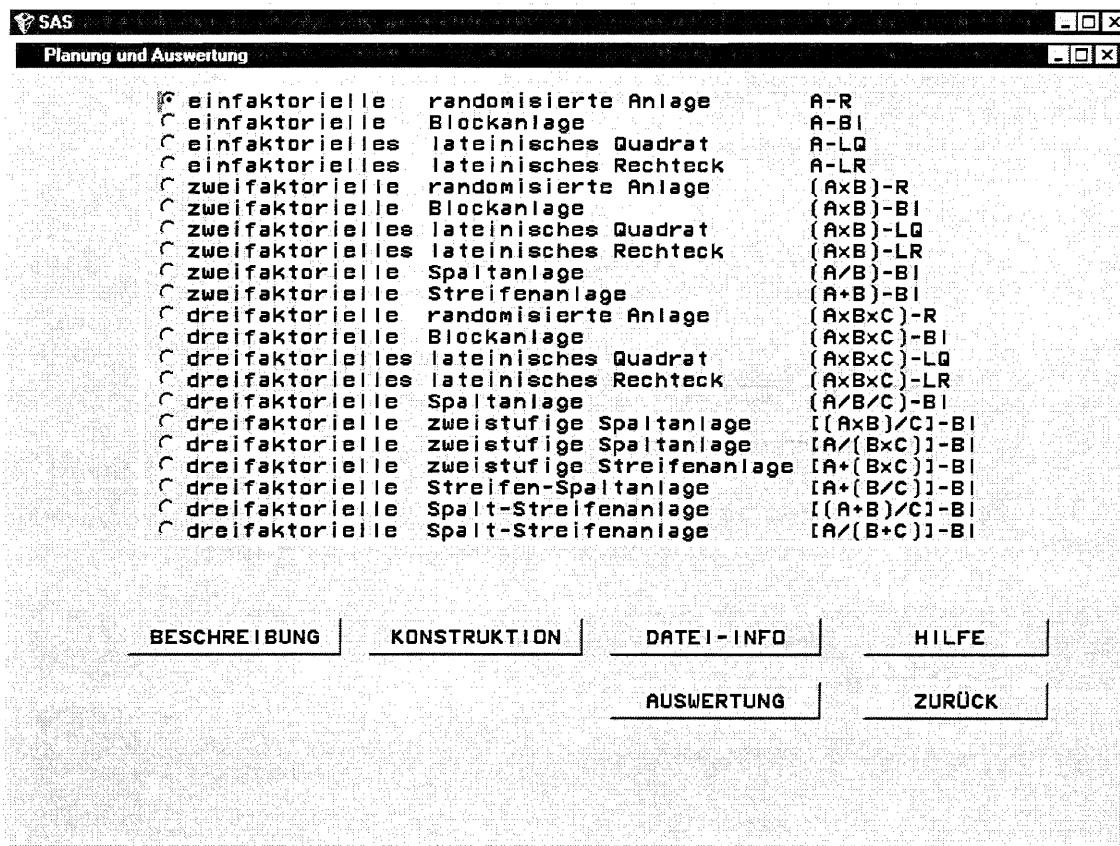 SAS
Planung und Auswertung
einfaktorielle randomisierte Anlage A-R
einfaktorielle Blockanlage A-Bl
einfaktorielles lateinisches Quadrat A-LQ
einfaktorielles lateinisches Rechteck A-LR
zweifaktorielle randomisierte Anlage (AxB)-R
zweifaktorielle Blockanlage (AxB)-Bl
zweifaktorielles lateinisches Quadrat (AxB)-LQ
zweifaktorielles lateinisches Rechteck (AxB)-LR
zweifaktorielle Spaltanlage (A/B)-Bl
zweifaktorielle Streifenanlage (A+B)-Bl
dreifaktorielle randomisierte Anlage (AxBxC)-R
dreifaktorielle Blockanlage (AxBxC)-Bl
dreifaktorielles lateinisches Quadrat (AxBxC)-LQ
dreifaktorielles lateinisches Rechteck (AxBxC)-LR
dreifaktorielle Spaltanlage (A/B/C)-Bl
dreifaktorielle zweistufige Spaltanlage [(AxB)/C]-Bl
dreifaktorielle zweistufige Spaltanlage [A/(BxC)]-Bl
dreifaktorielle zweistufige Streifenanlage [A+(BxC)]-Bl
dreifaktorielle Streifen-Spaltanlage [A+(B/C)]-Bl
dreifaktorielle Spalt-Streifenanlage [(A+B)/C]-Bl
dreifaktorielle Spalt-Streifenanlage [A/(B+C)]-Bl
BESCHREIBUNG KONSTRUKTION DATEI-INFO HILFE
AUSWERTUNG ZURÜCK